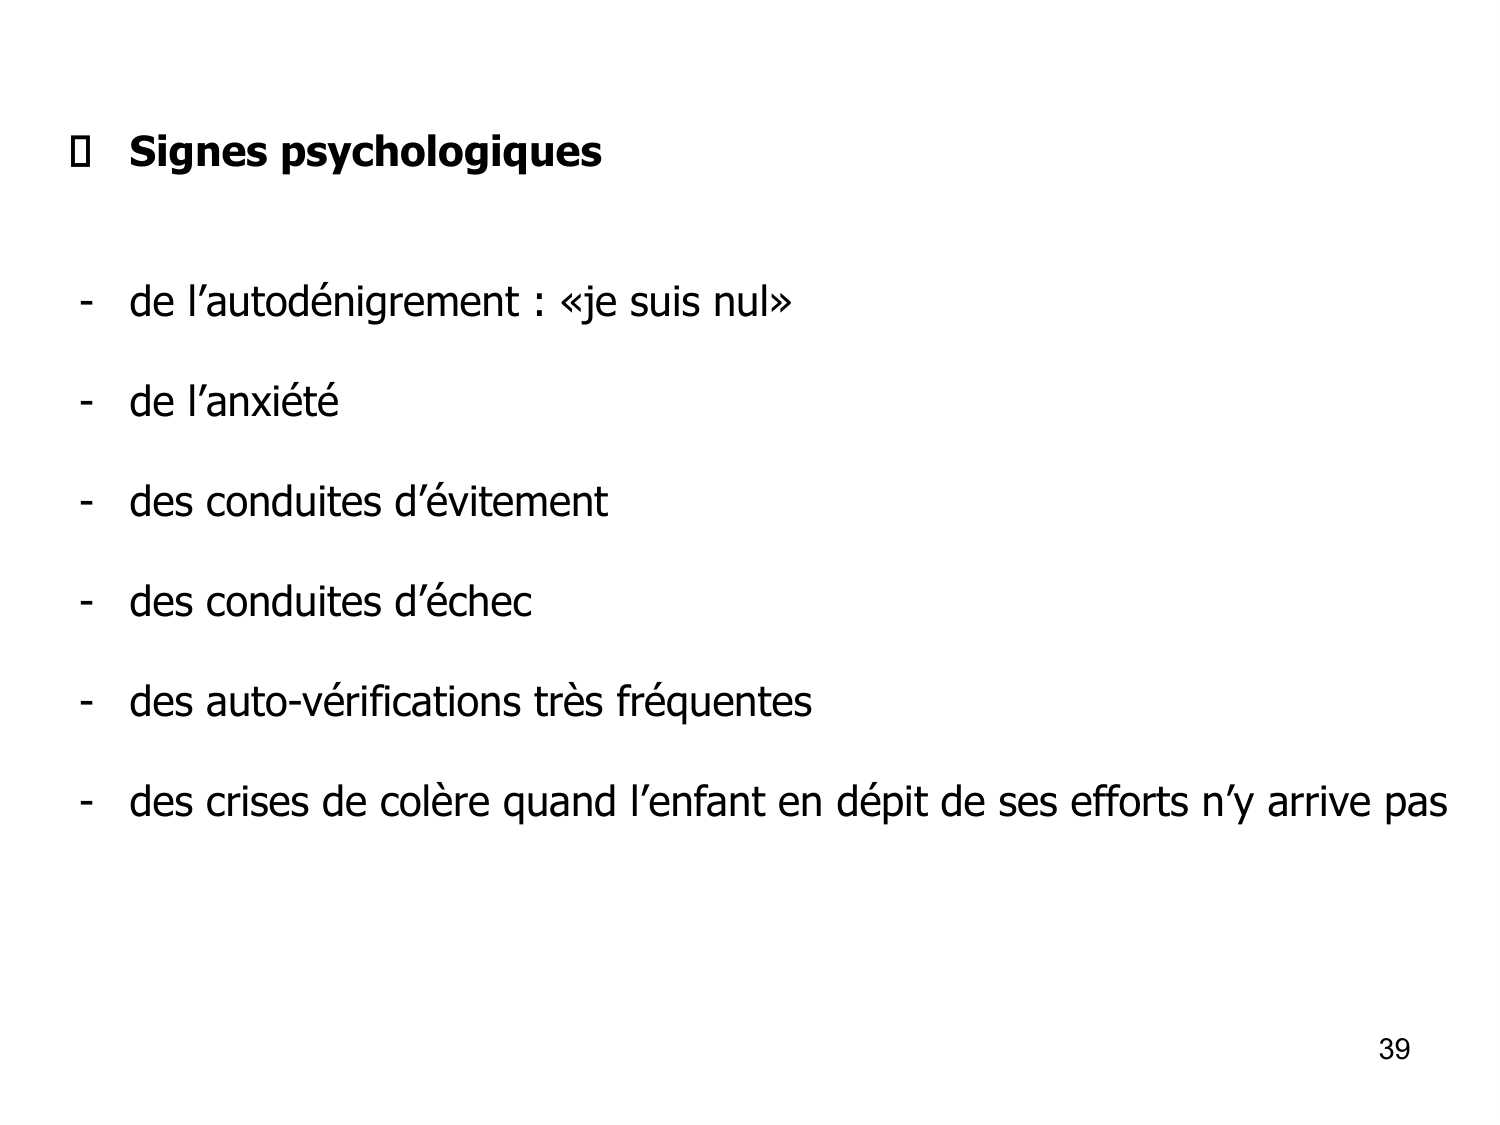 Signes psychologiques
- de l’autodénigrement : «je suis nul»
- de l’anxiété
- des conduites d’évitement
- des conduites d’échec
- des auto-vérifications très fréquentes
- des crises de colère quand l’enfant en dépit de ses efforts n’y arrive pas
39